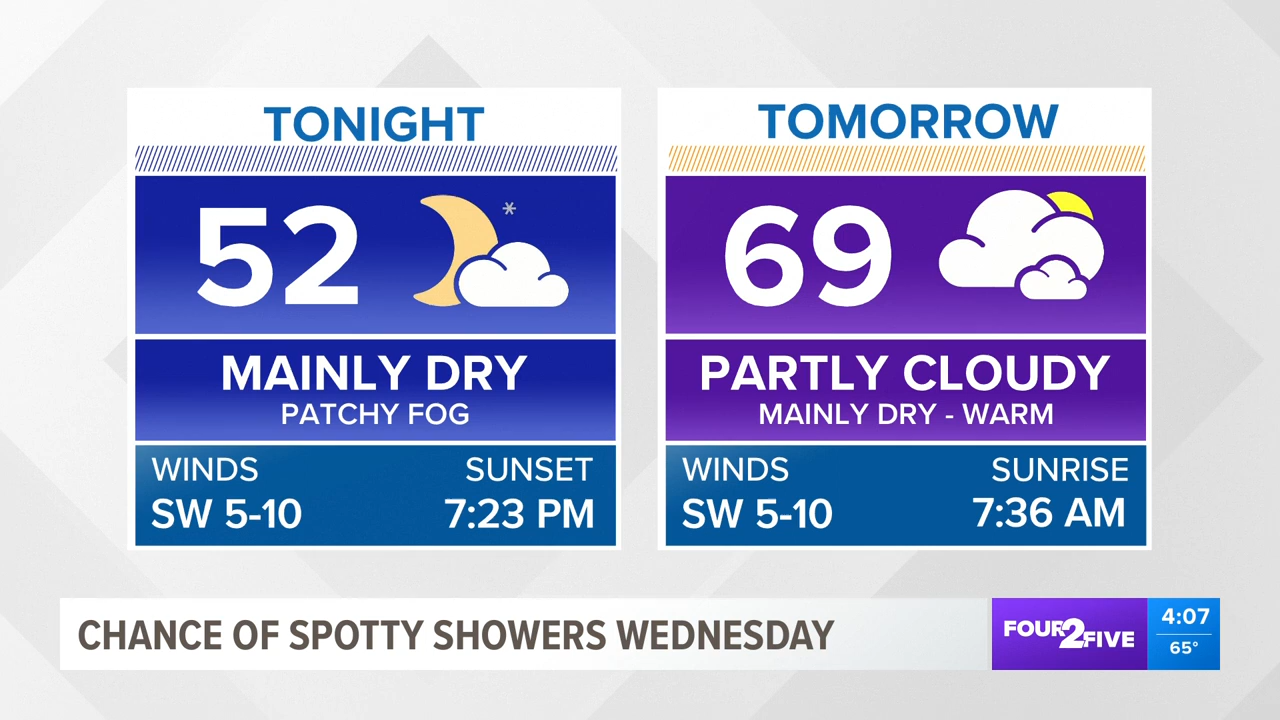 TONIGHT
52
MAINLY DRY
PATCHY FOG
WINDS SUNSET
SW 5-10 7:23 PM
TOMORROW
69
PARTLY CLOUDY
MAINLY DRY - WARM
WINDS SUNRISE
SW 5-10 7:36 AM
CHANCE OF SPOTTY SHOWERS WEDNESDAY
FOUR2FIVE
4:07
65°